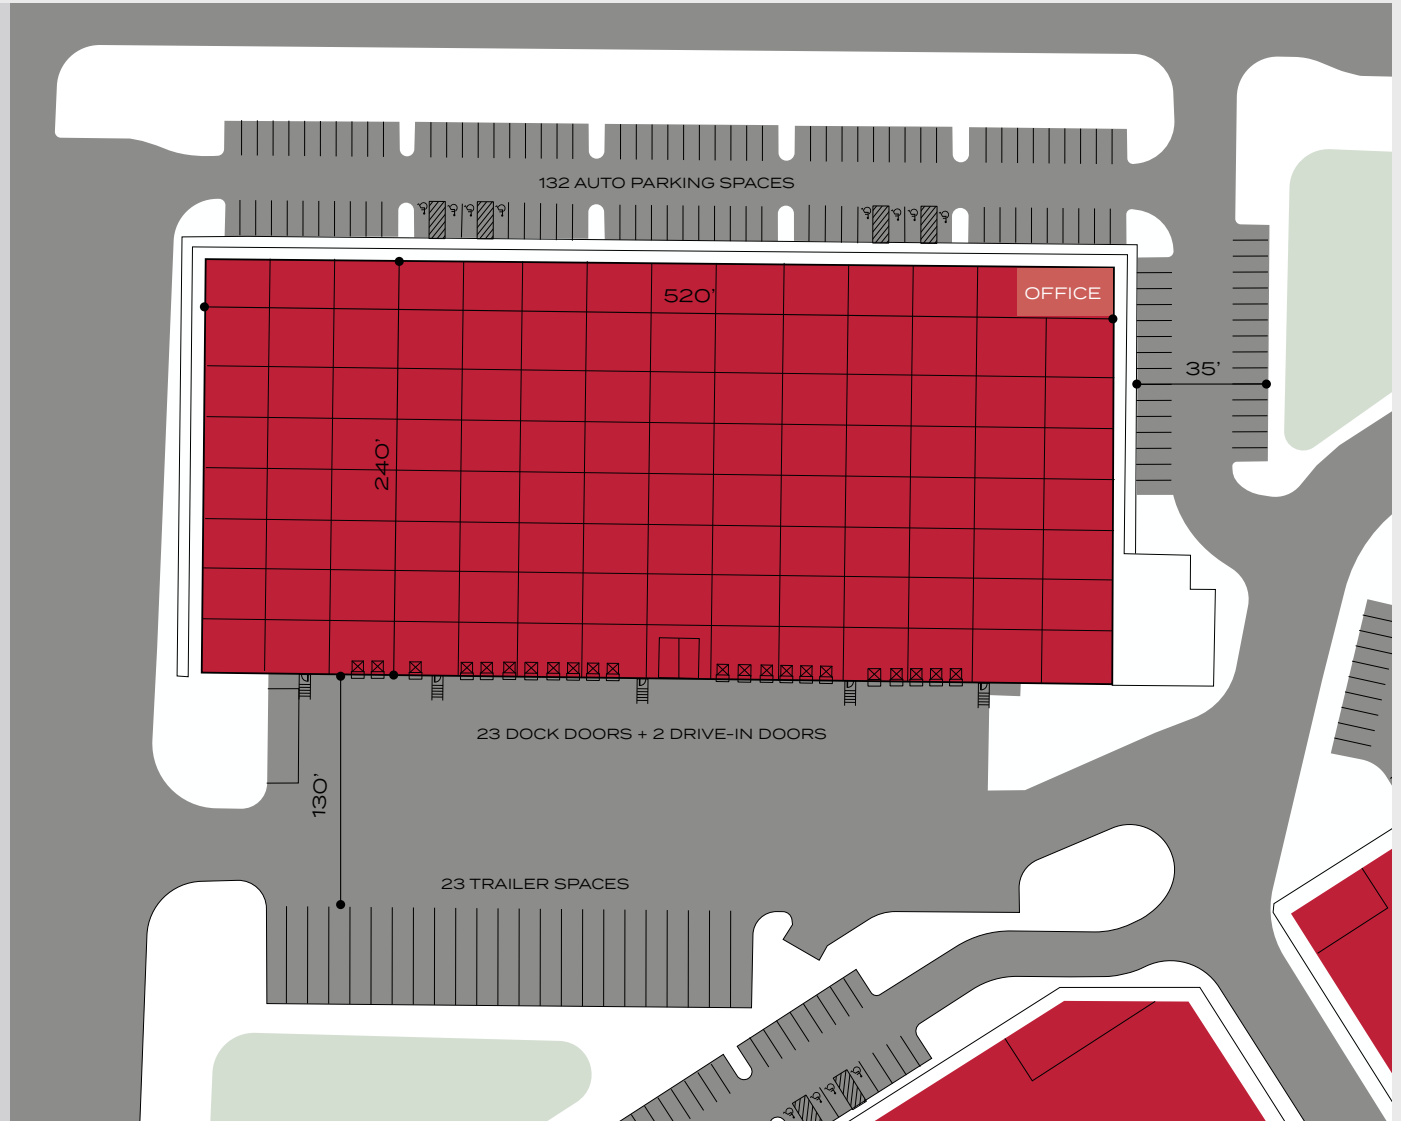 132 AUTO PARKING SPACES
520'
OFFICE
35'
240'
23 DOCK DOORS + 2 DRIVE-IN DOORS
130'
23 TRAILER SPACES